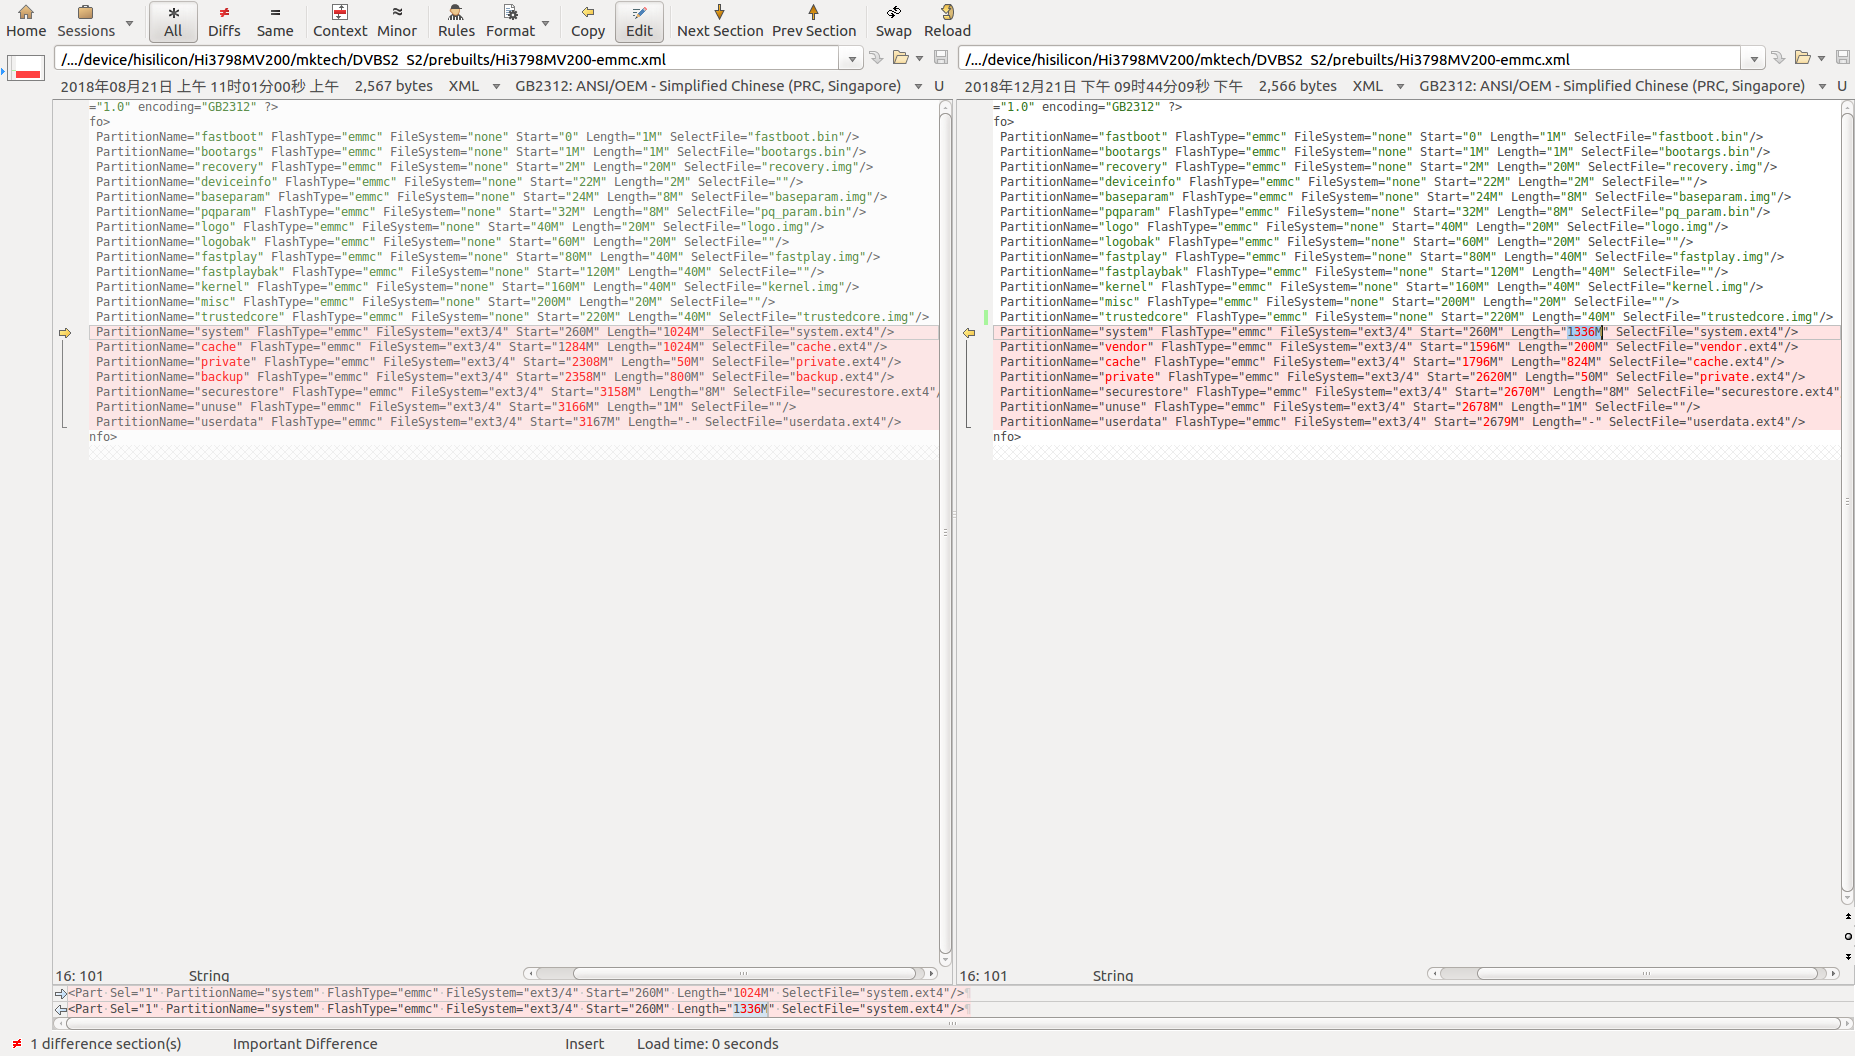 Home Sessions All Diffs Same Context Minor Rules Format Copy Edit Next Section Prev Section Swap Reload
/.../device/hisilicon/Hi3798MV200/mktech/DVBS2_S2/prebuilts/Hi3798MV200-emmc.xml
2018年08月21日 上午 11时01分00秒 上午 2,567 bytes XML GB2312: ANSI/OEM - Simplified Chinese (PRC, Singapore) U
="1.0" encoding="GB2312" ?>
fo>
PartitionName="fastboot" FlashType="emmc" FileSystem="none" Start="0" Length="1M" SelectFile="fastboot.bin"/>
PartitionName="bootargs" FlashType="emmc" FileSystem="none" Start="1M" Length="1M" SelectFile="bootargs.bin"/>
PartitionName="recovery" FlashType="emmc" FileSystem="none" Start="2M" Length="20M" SelectFile="recovery.img"/>
PartitionName="deviceinfo" FlashType="emmc" FileSystem="none" Start="22M" Length="2M" SelectFile=""/>
PartitionName="baseparam" FlashType="emmc" FileSystem="none" Start="24M" Length="8M" SelectFile="baseparam.img"/>
PartitionName="pqparam" FlashType="emmc" FileSystem="none" Start="32M" Length="8M" SelectFile="pq_param.bin"/>
PartitionName="logo" FlashType="emmc" FileSystem="none" Start="40M" Length="20M" SelectFile="logo.img"/>
PartitionName="logobak" FlashType="emmc" FileSystem="none" Start="60M" Length="20M" SelectFile=""/>
PartitionName="fastplay" FlashType="emmc" FileSystem="none" Start="80M" Length="40M" SelectFile="fastplay.img"/>
PartitionName="fastplaybak" FlashType="emmc" FileSystem="none" Start="120M" Length="40M" SelectFile=""/>
PartitionName="kernel" FlashType="emmc" FileSystem="none" Start="160M" Length="40M" SelectFile="kernel.img"/>
PartitionName="misc" FlashType="emmc" FileSystem="none" Start="200M" Length="20M" SelectFile=""/>
PartitionName="trustedcore" FlashType="emmc" FileSystem="none" Start="220M" Length="40M" SelectFile="trustedcore.img"/>
PartitionName="system" FlashType="emmc" FileSystem="ext3/4" Start="260M" Length="1024M" SelectFile="system.ext4"/>
PartitionName="cache" FlashType="emmc" FileSystem="ext3/4" Start="1284M" Length="1024M" SelectFile="cache.ext4"/>
PartitionName="private" FlashType="emmc" FileSystem="ext3/4" Start="2308M" Length="50M" SelectFile="private.ext4"/>
PartitionName="backup" FlashType="emmc" FileSystem="ext3/4" Start="2358M" Length="800M" SelectFile="backup.ext4"/>
PartitionName="securestore" FlashType="emmc" FileSystem="ext3/4" Start="3158M" Length="8M" SelectFile="securestore.ext4"/
PartitionName="unuse" FlashType="emmc" FileSystem="ext3/4" Start="3166M" Length="1M" SelectFile=""/>
PartitionName="userdata" FlashType="emmc" FileSystem="ext3/4" Start="3167M" Length="-" SelectFile="userdata.ext4"/>
nfo>
16: 101 String
/.../device/hisilicon/Hi3798MV200/mktech/DVBS2_S2/prebuilts/Hi3798MV200-emmc.xml
2018年12月21日 下午 09时44分09秒 下午 2,566 bytes XML GB2312: ANSI/OEM - Simplified Chinese (PRC, Singapore) U
="1.0" encoding="GB2312" ?>
fo>
PartitionName="fastboot" FlashType="emmc" FileSystem="none" Start="0" Length="1M" SelectFile="fastboot.bin"/>
PartitionName="bootargs" FlashType="emmc" FileSystem="none" Start="1M" Length="1M" SelectFile="bootargs.bin"/>
PartitionName="recovery" FlashType="emmc" FileSystem="none" Start="2M" Length="20M" SelectFile="recovery.img"/>
PartitionName="deviceinfo" FlashType="emmc" FileSystem="none" Start="22M" Length="2M" SelectFile=""/>
PartitionName="baseparam" FlashType="emmc" FileSystem="none" Start="24M" Length="8M" SelectFile="baseparam.img"/>
PartitionName="pqparam" FlashType="emmc" FileSystem="none" Start="32M" Length="8M" SelectFile="pq_param.bin"/>
PartitionName="logo" FlashType="emmc" FileSystem="none" Start="40M" Length="20M" SelectFile="logo.img"/>
PartitionName="logobak" FlashType="emmc" FileSystem="none" Start="60M" Length="20M" SelectFile=""/>
PartitionName="fastplay" FlashType="emmc" FileSystem="none" Start="80M" Length="40M" SelectFile="fastplay.img"/>
PartitionName="fastplaybak" FlashType="emmc" FileSystem="none" Start="120M" Length="40M" SelectFile=""/>
PartitionName="kernel" FlashType="emmc" FileSystem="none" Start="160M" Length="40M" SelectFile="kernel.img"/>
PartitionName="misc" FlashType="emmc" FileSystem="none" Start="200M" Length="20M" SelectFile=""/>
PartitionName="trustedcore" FlashType="emmc" FileSystem="none" Start="220M" Length="40M" SelectFile="trustedcore.img"/>
PartitionName="system" FlashType="emmc" FileSystem="ext3/4" Start="260M" Length="1336M" SelectFile="system.ext4"/>
PartitionName="vendor" FlashType="emmc" FileSystem="ext3/4" Start="1596M" Length="200M" SelectFile="vendor.ext4"/>
PartitionName="cache" FlashType="emmc" FileSystem="ext3/4" Start="1796M" Length="824M" SelectFile="cache.ext4"/>
PartitionName="private" FlashType="emmc" FileSystem="ext3/4" Start="2620M" Length="50M" SelectFile="private.ext4"/>
PartitionName="securestore" FlashType="emmc" FileSystem="ext3/4" Start="2670M" Length="8M" SelectFile="securestore.ext4"
PartitionName="unuse" FlashType="emmc" FileSystem="ext3/4" Start="2678M" Length="1M" SelectFile=""/>
PartitionName="userdata" FlashType="emmc" FileSystem="ext3/4" Start="2679M" Length="-" SelectFile="userdata.ext4"/>
nfo>
16: 101 String
<Part Sel="1" PartitionName="system" FlashType="emmc" FileSystem="ext3/4" Start="260M" Length="1024M" SelectFile="system.ext4"/>¶
<Part Sel="1" PartitionName="system" FlashType="emmc" FileSystem="ext3/4" Start="260M" Length="1336M" SelectFile="system.ext4"/>¶
1 difference section(s) Important Difference Insert Load time: 0 seconds